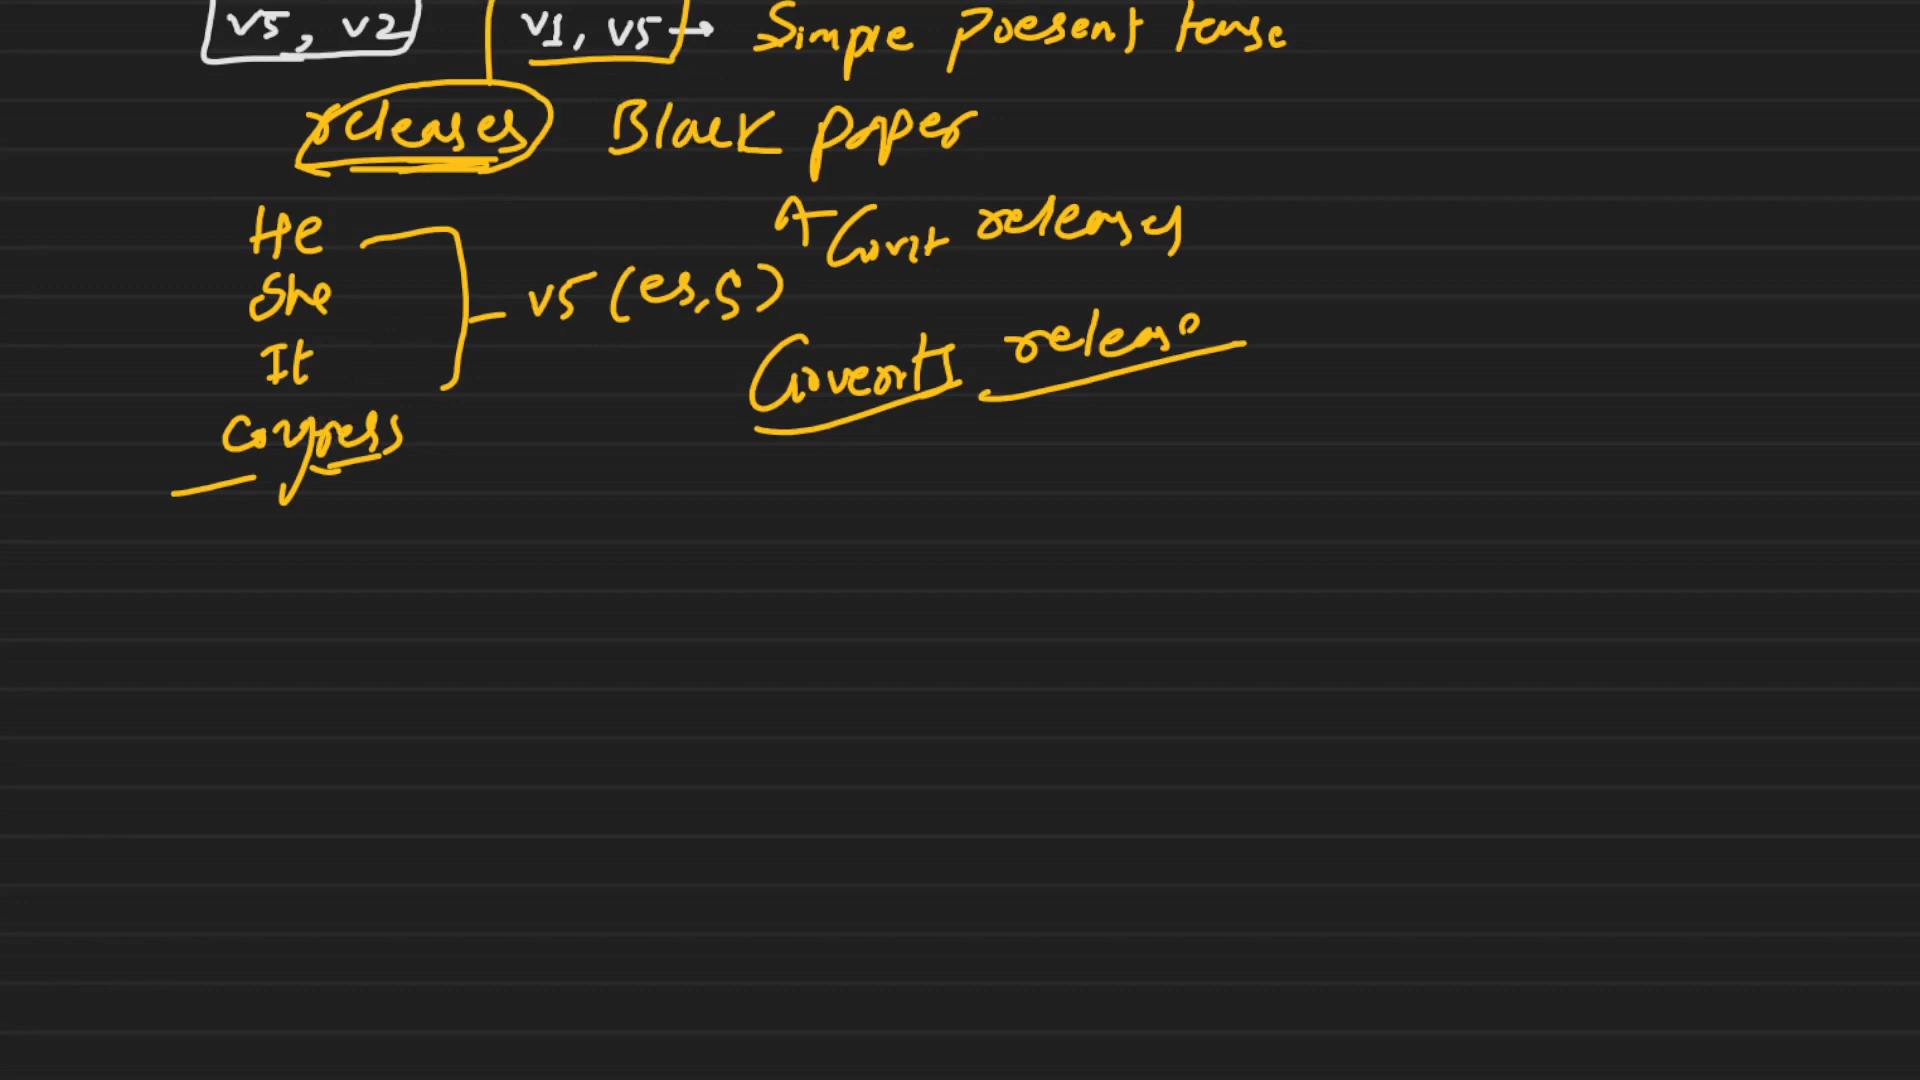 v5, v2 v1, v5 → Simple present tense
releases Black paper
He
She
It
Congress
v5 (es, s)
A Govt releases
Governts release